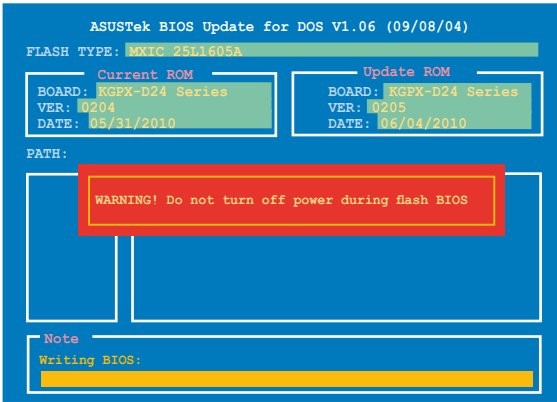 ASUSTek BIOS Update for DOS V1.06 (09/08/04)
FLASH TYPE: MXIC 25L1605A
Current ROM
BOARD: KGPX-D24 Series
VER: 0204
DATE: 05/31/2010
Update ROM
BOARD: KGPX-D24 Series
VER: 0205
DATE: 06/04/2010
PATH:
WARNING! Do not turn off power during flash BIOS
Note
Writing BIOS: